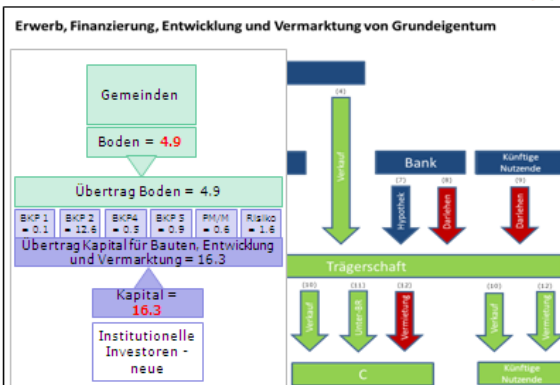 Erwerb, Finanzierung, Entwicklung und Vermarktung von Grundeigentum
Gemeinden
Boden = 4.9
Übertrag Boden = 4.9
BKP 1 = 0.1
BKP 2 = 12.6
BKP4 = 0.5
BKP 5 = 0.9
PM/M = 0.6
Risiko = 1.6
Übertrag Kapital für Bauten, Entwicklung
und Vermarktung = 16.3
Kapital =
16.3
Institutionelle
Investoren -
neue
(4)
Verkauf
Bank
Künftige
Nutzende
(7)
Hypothek
(8)
Darlehen
(9)
Darlehen
Trägerschaft
(10)
Verkauf
(11)
Unter-BR
(12)
Vermietung
(10)
Verkauf
(12)
Vermietung
C
Künftige
Nutzende